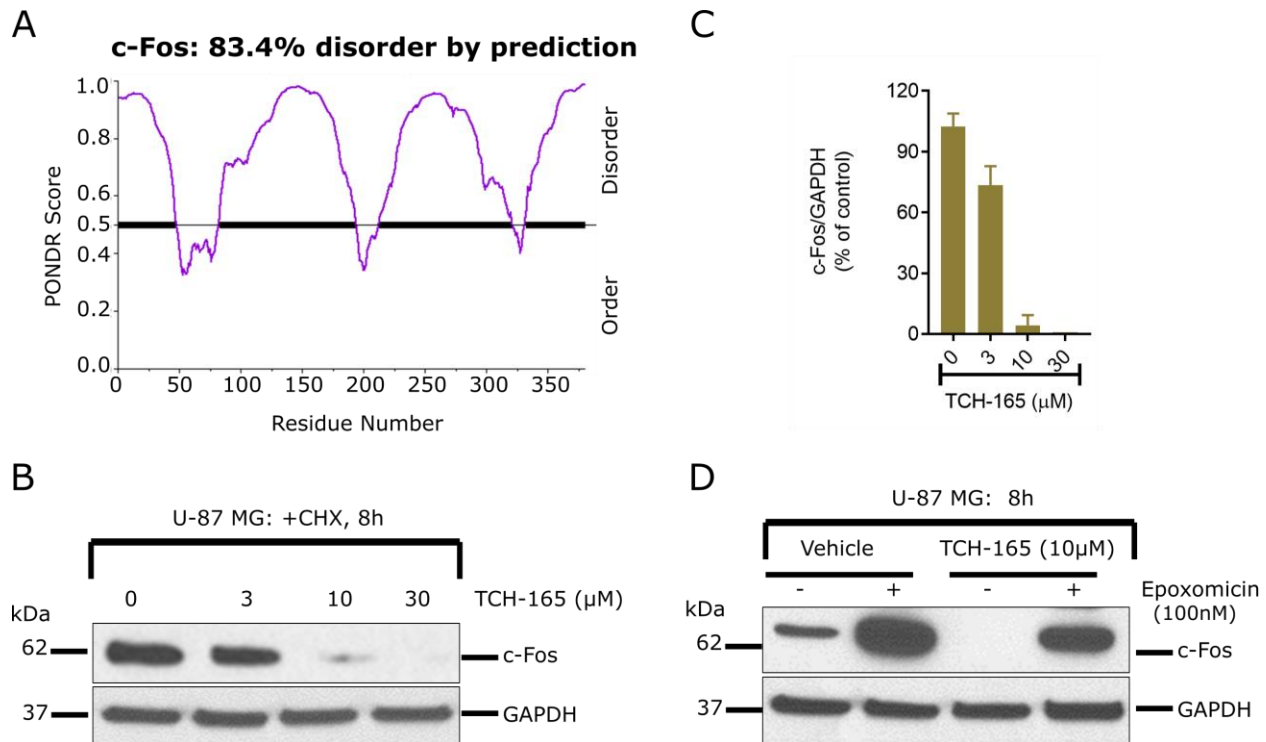 A
c-Fos: 83.4% disorder by prediction
PONDR Score
1.0
0.8
0.6
0.5
0.4
0.2
0.0
0 50 100 150 200 250 300 350
Residue Number
Disorder
Order
C
c-Fos/GAPDH
(% of control)
120
90
60
30
0
0 3 10 30
TCH-165 (μM)
B
U-87 MG: +CHX, 8h
kDa 0 3 10 30 TCH-165 (μM)
62 c-Fos
37 GAPDH
D
U-87 MG: 8h
Vehicle TCH-165 (10μM)
kDa - + - + Epoxomicin
(100nM)
62 c-Fos
37 GAPDH